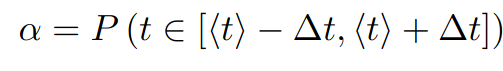 α = P (t ∈ [⟨t⟩ − Δt, ⟨t⟩ + Δt])